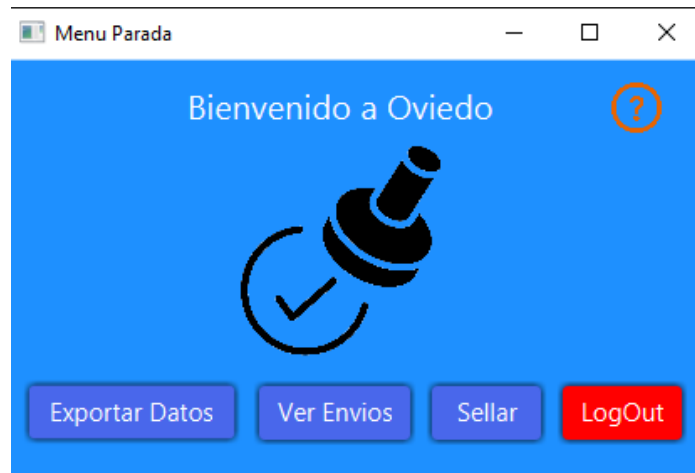 Menu Parada
Bienvenido a Oviedo
?
Exportar Datos
Ver Envios
Sellar
LogOut